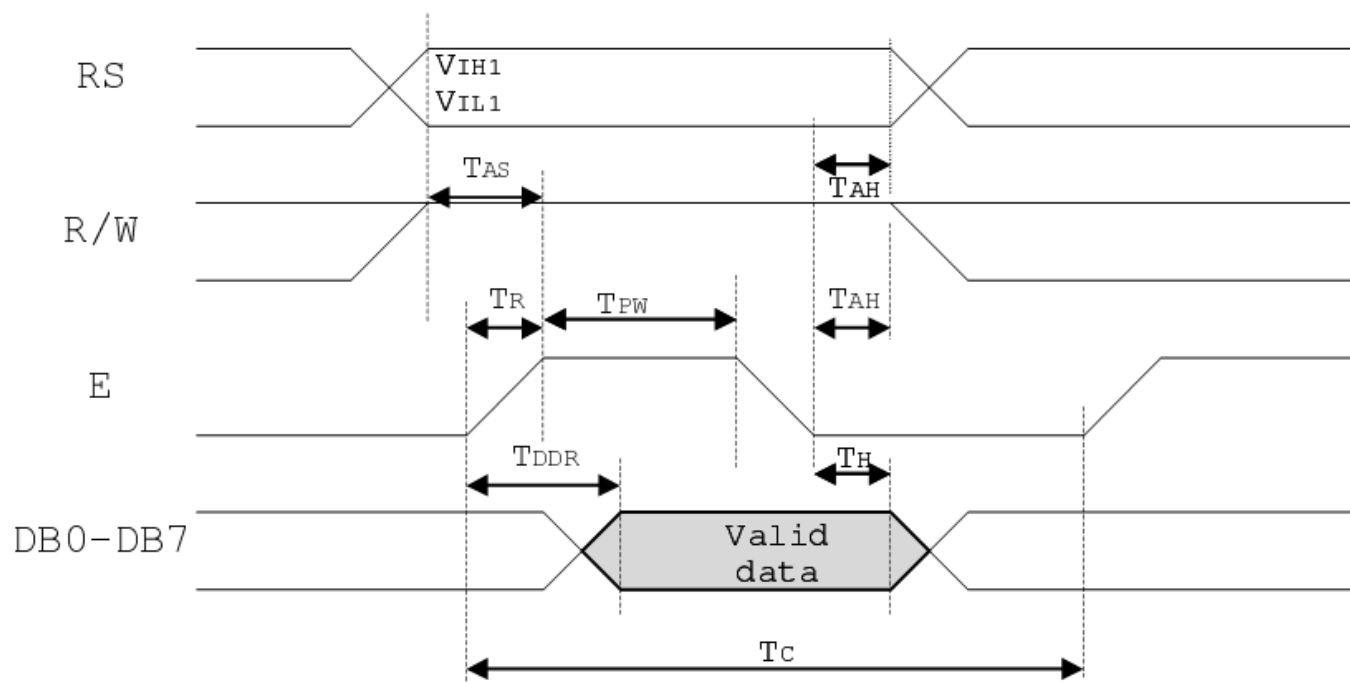 RS
VIH1
VIL1
TAS
TAH
R/W
TR
TPW
TAH
E
TDDR
TH
DB0-DB7
Valid
data
TC